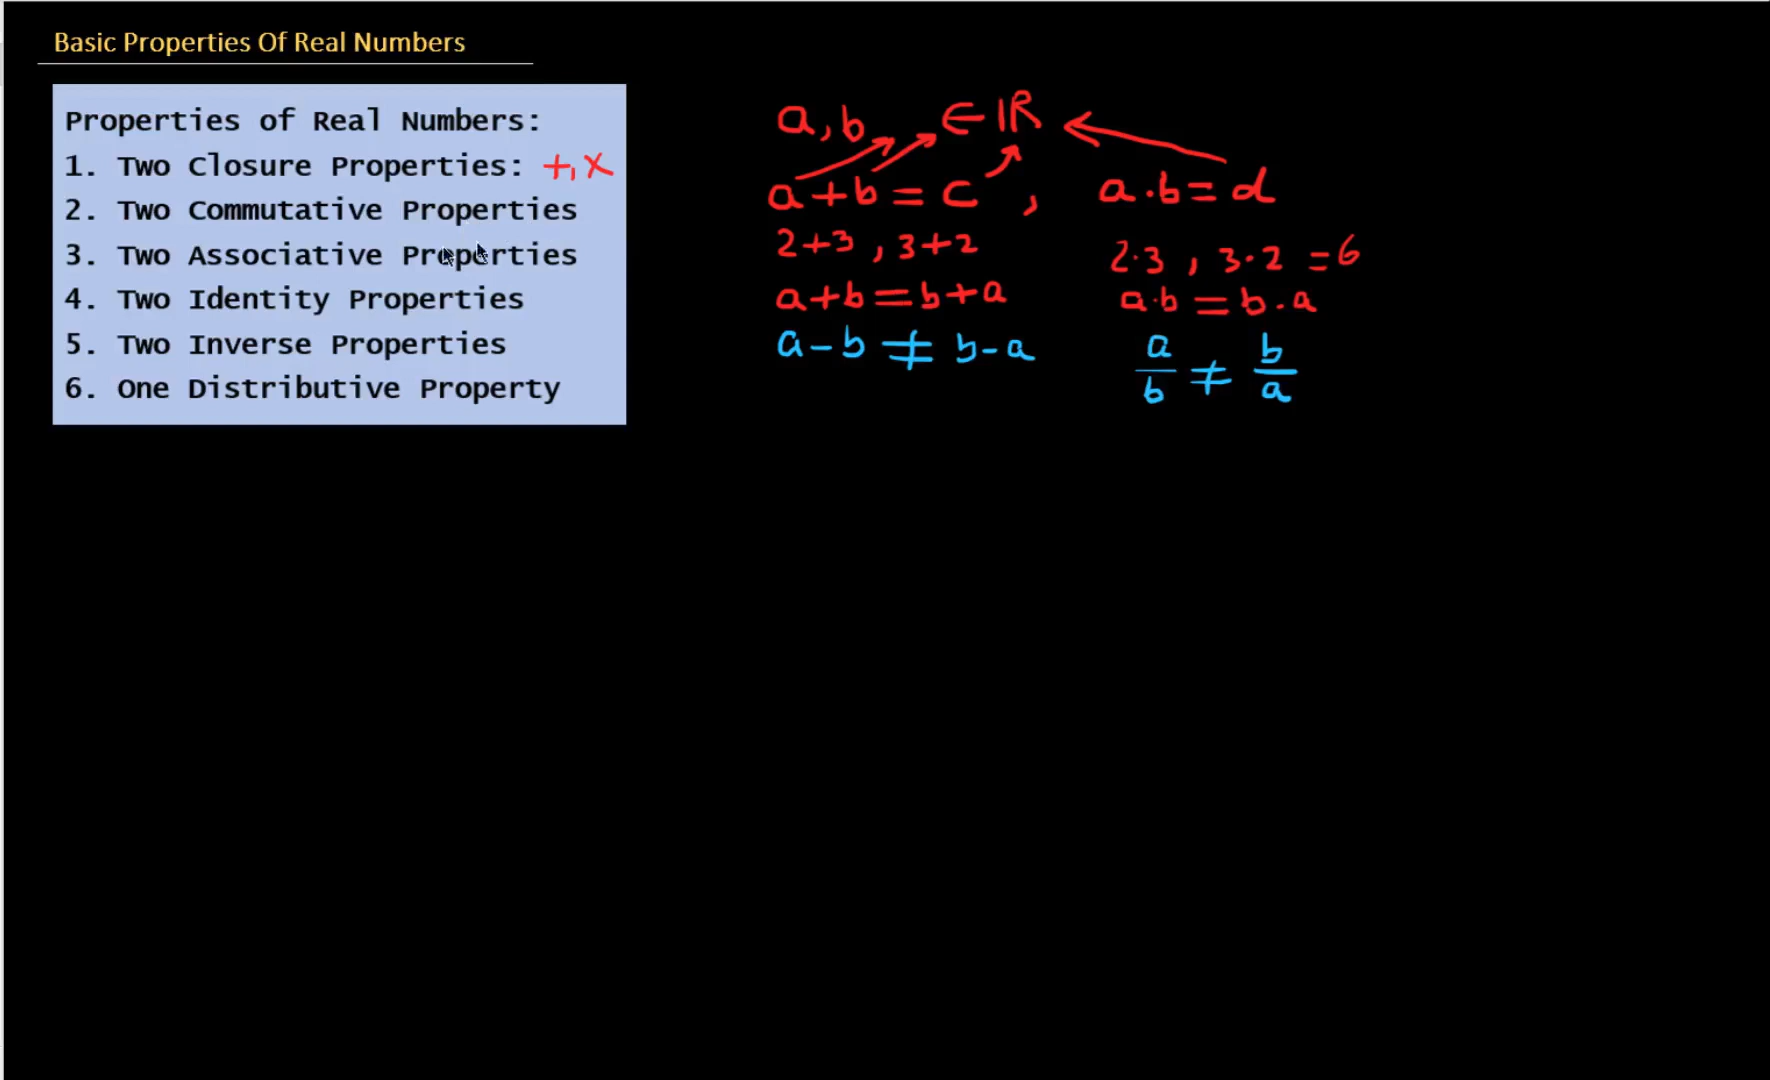 Basic Properties Of Real Numbers
Properties of Real Numbers:
1. Two Closure Properties: +, ×
2. Two Commutative Properties
3. Two Associative Properties
4. Two Identity Properties
5. Two Inverse Properties
6. One Distributive Property
a, b ∈ ℝ
a + b = c , a · b = d
2+3 , 3+2 2·3 , 3·2 = 6
a+b = b+a a·b = b·a
a-b ≠ b-a a/b ≠ b/a